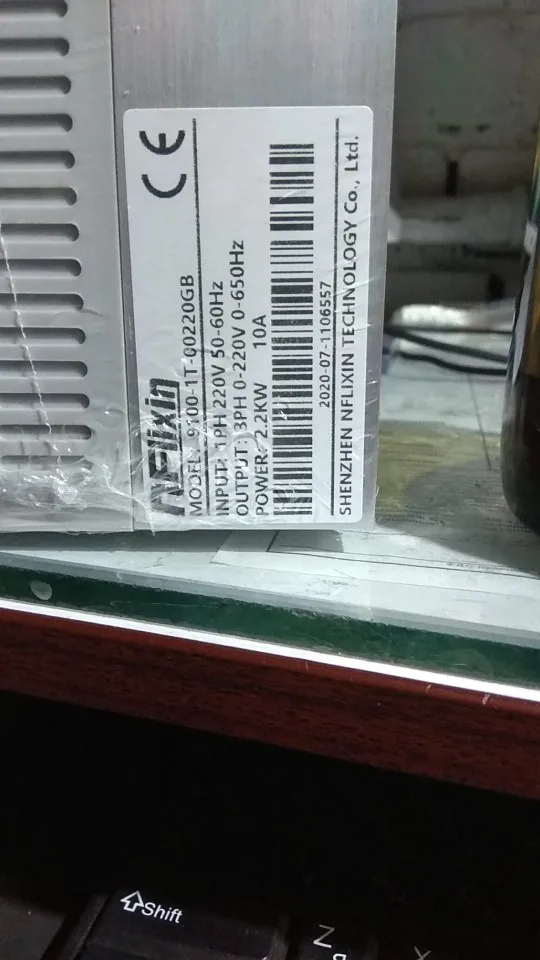 CE
NFlixin
MODEL: 9100-1T-00220GB
INPUT: 1PH 220V 50-60Hz
OUTPUT: 3PH 0-220V 0-650Hz
POWER: 2.2KW 10A
2020-07-1106557
SHENZHEN NFLIXIN TECHNOLOGY Co., Ltd.
Shift
Z
X